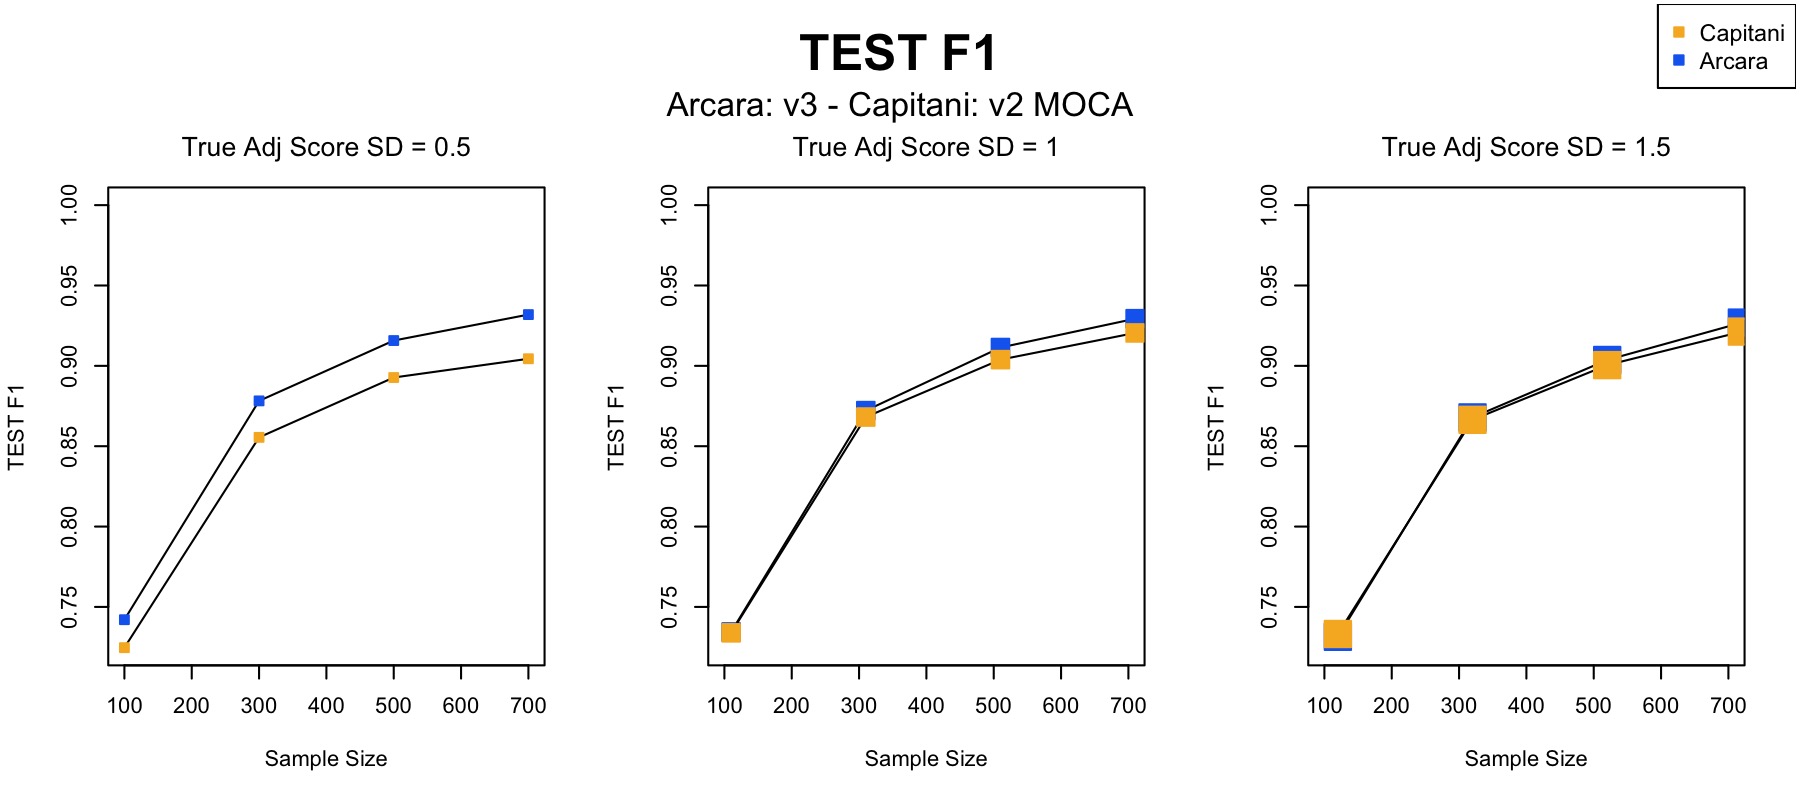 TEST F1
Arcara: v3 - Capitani: v2 MOCA
Capitani
Arcara
True Adj Score SD = 0.5
TEST F1
1.00
0.95
0.90
0.85
0.80
0.75
100 200 300 400 500 600 700
Sample Size
True Adj Score SD = 1
TEST F1
1.00
0.95
0.90
0.85
0.80
0.75
100 200 300 400 500 600 700
Sample Size
True Adj Score SD = 1.5
TEST F1
1.00
0.95
0.90
0.85
0.80
0.75
100 200 300 400 500 600 700
Sample Size